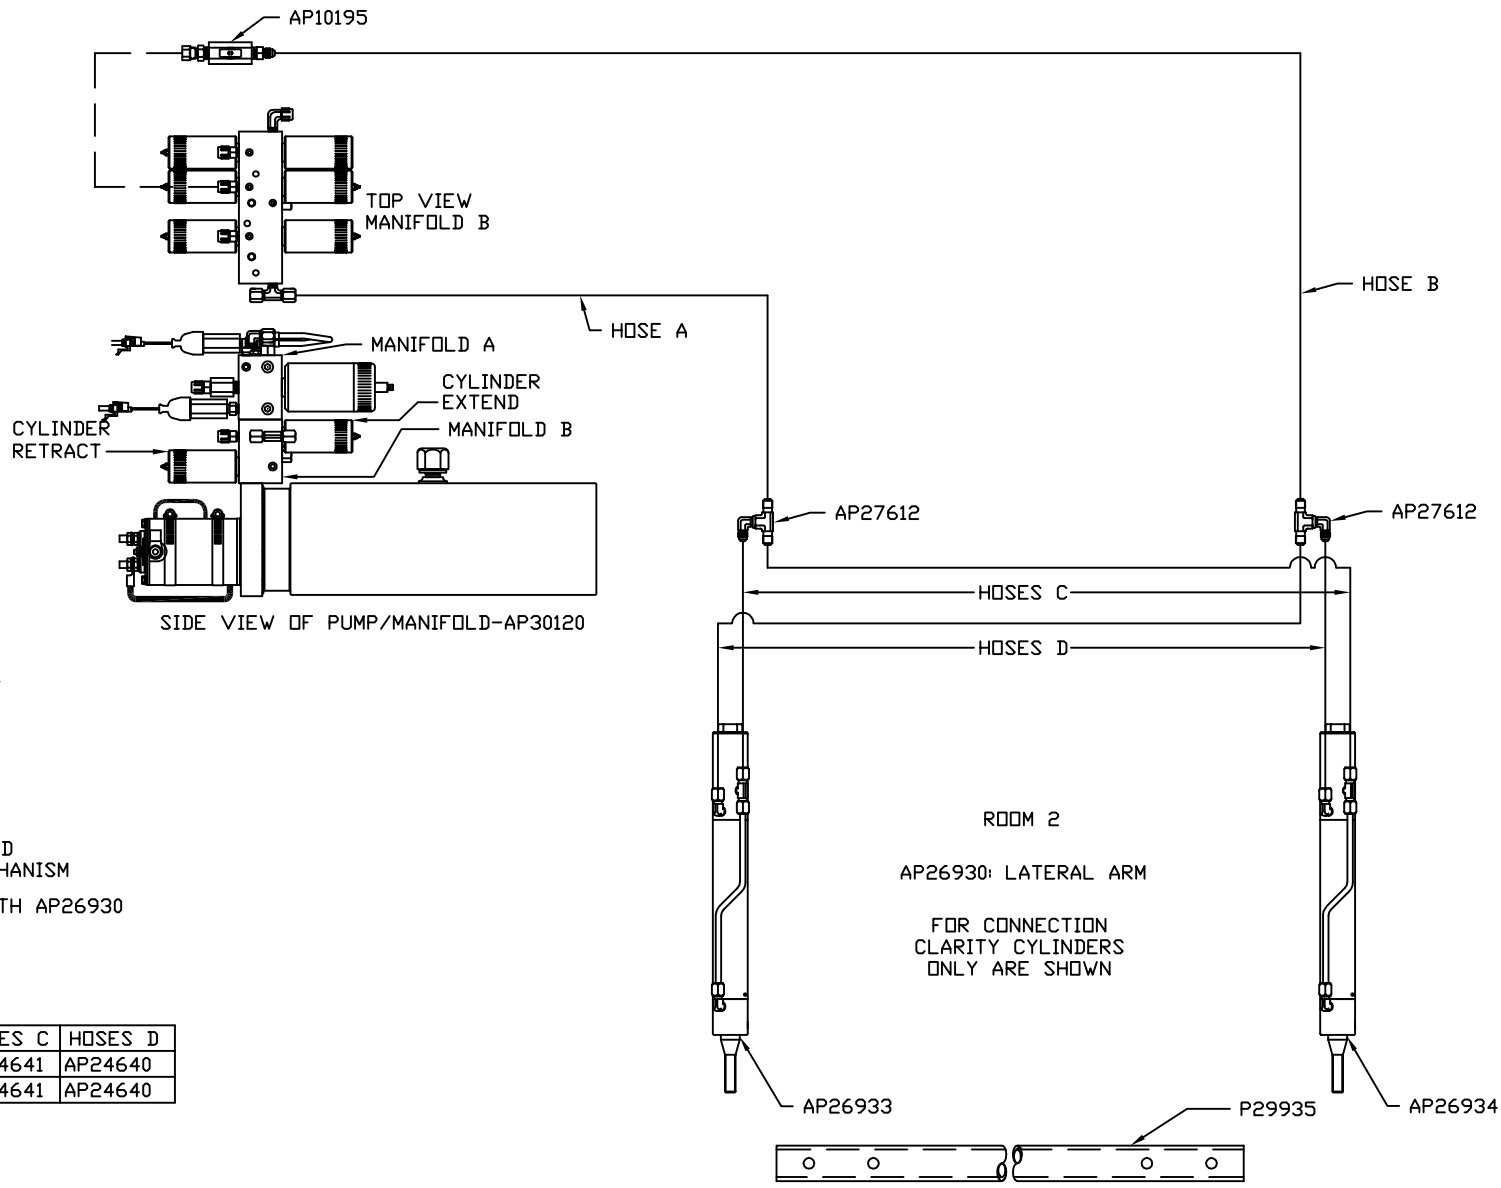 AP10195
TOP VIEW
MANIFOLD B
HOSE B
HOSE A
MANIFOLD A
CYLINDER
EXTEND
CYLINDER
RETRACT
MANIFOLD B
AP27612
AP27612
HOSES C
SIDE VIEW OF PUMP/MANIFOLD-AP30120
HOSES D
ROOM 2
D
HANISM
AP26930: LATERAL ARM
TH AP26930
FOR CONNECTION
CLARITY CYLINDERS
ONLY ARE SHOWN
ES C HOSES D
4641 AP24640
4641 AP24640
AP26933
P29935
AP26934